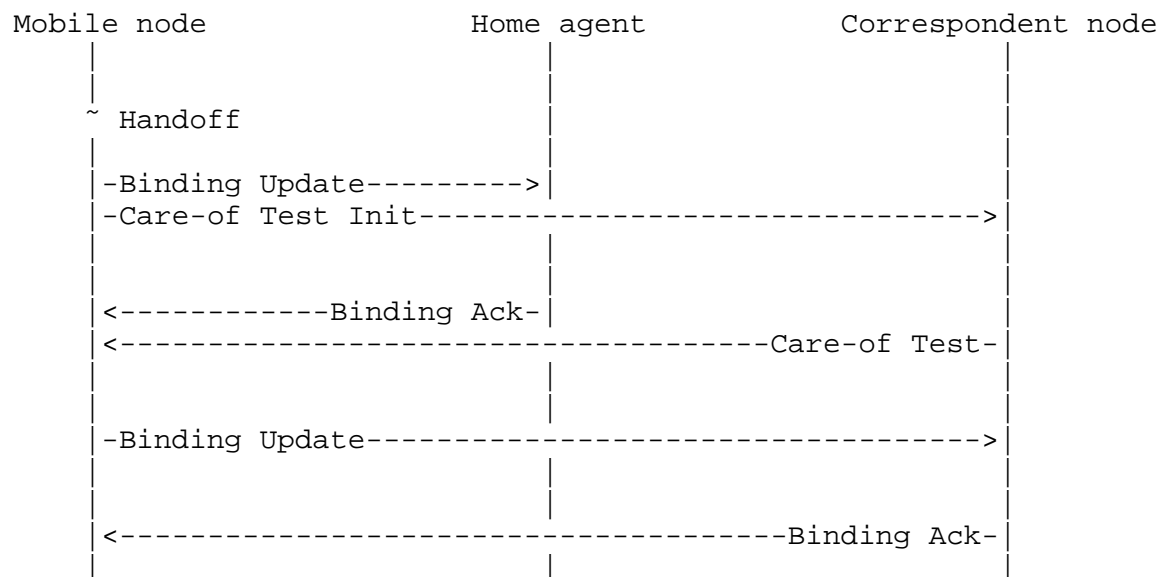 Mobile node Home agent Correspondent node
~ Handoff
-Binding Update--------->
-Care-of Test Init-------------------------------->
<------------Binding Ack-
<-------------------------------------Care-of Test-
-Binding Update----------------------------------->
<--------------------------------------Binding Ack-